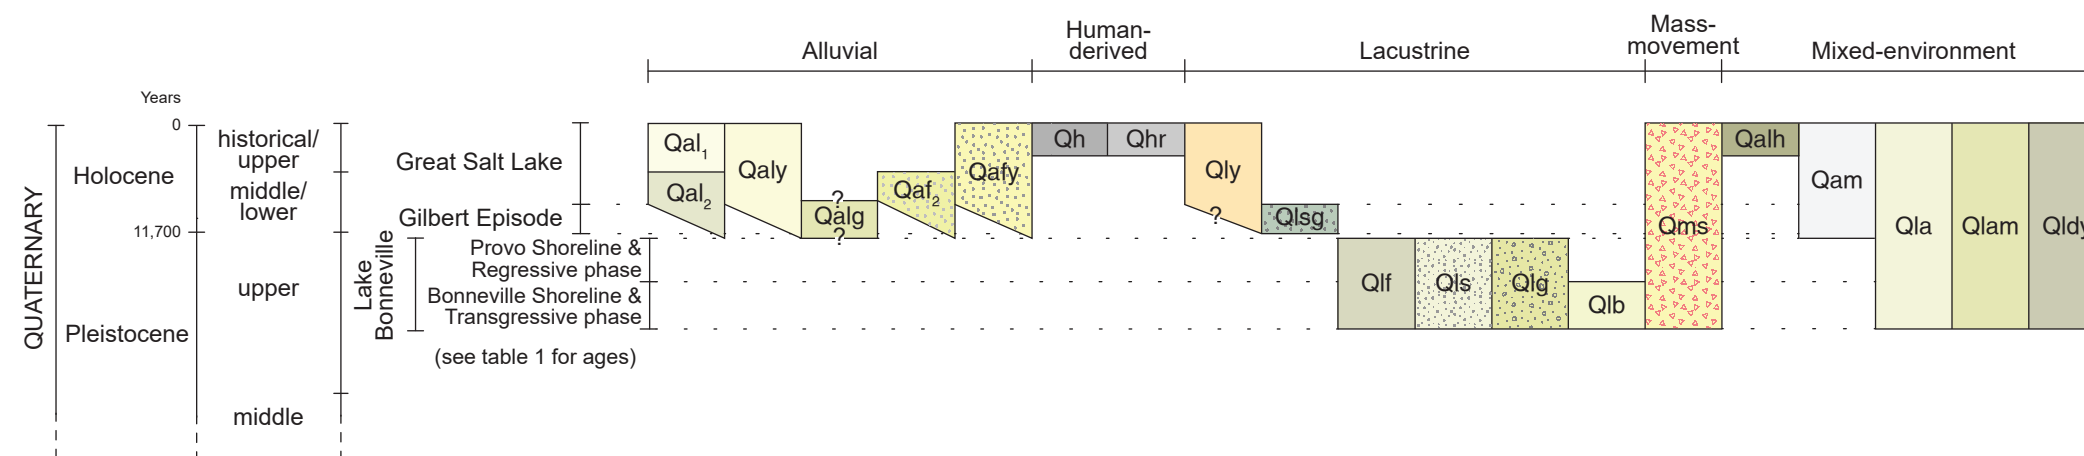 Mass-
Human-
movement
Alluvial
derived
Lacustrine
Mixed-environment
Years
0
historical/
upper
Great Salt Lake
Holocene
middle/
lower
Gilbert Episode
11,700
QUATERNARY
Lake
Bonneville
Provo Shoreline &
Regressive phase
upper
Bonneville Shoreline &
Transgressive phase
Pleistocene
(see table 1 for ages)
middle
Qal1
Qal2
Qaly
?
Qalg
?
Qaf2
Qafy
Qh
Qhr
Qly
?
Qlsg
Qlf
Qls
Qlg
Qlb
Qms
Qalh
Qam
Qla
Qlam
Qldy